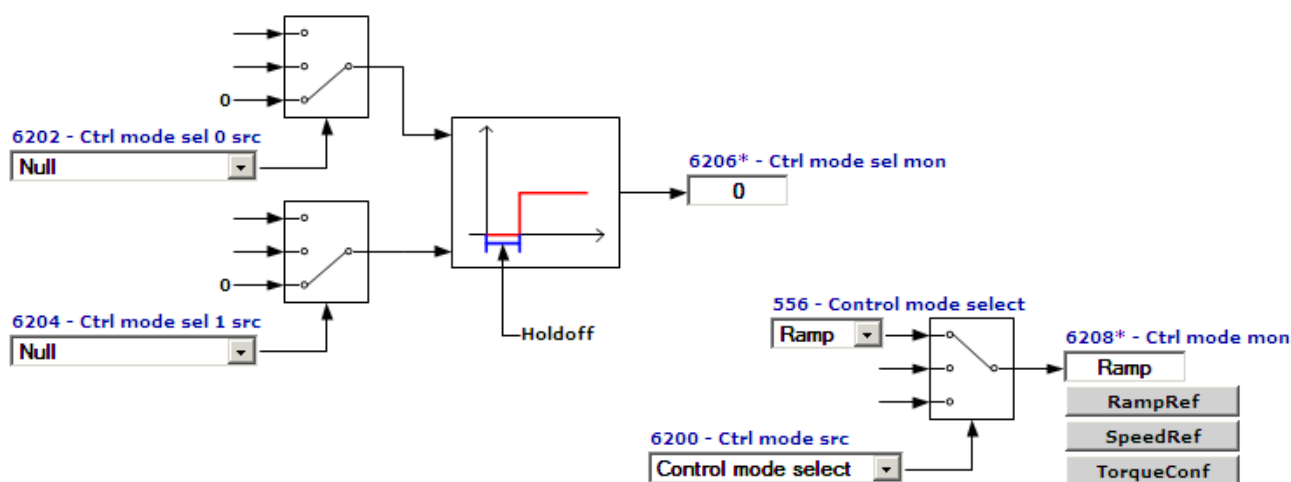 0
6202 - Ctrl mode sel 0 src
Null
6206* - Ctrl mode sel mon
0
0
6204 - Ctrl mode sel 1 src
Null
Holdoff
556 - Control mode select
Ramp
6208* - Ctrl mode mon
Ramp
RampRef
SpeedRef
TorqueConf
6200 - Ctrl mode src
Control mode select